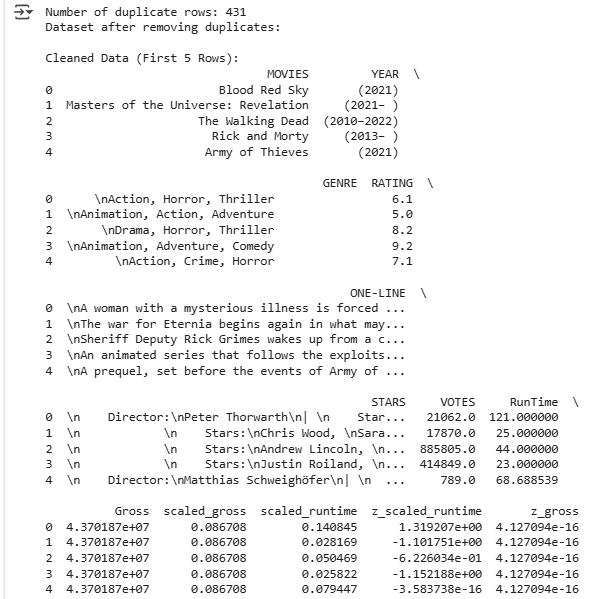 Number of duplicate rows: 431
Dataset after removing duplicates:
Cleaned Data (First 5 Rows):
MOVIES YEAR \
0 Blood Red Sky (2021)
1 Masters of the Universe: Revelation (2021– )
2 The Walking Dead (2010–2022)
3 Rick and Morty (2013– )
4 Army of Thieves (2021)
GENRE RATING \
0 \nAction, Horror, Thriller 6.1
1 \nAnimation, Action, Adventure 5.0
2 \nDrama, Horror, Thriller 8.2
3 \nAnimation, Adventure, Comedy 9.2
4 \nAction, Crime, Horror 7.1
ONE-LINE \
0 \nA woman with a mysterious illness is forced ...
1 \nThe war for Eternia begins again in what may...
2 \nSheriff Deputy Rick Grimes wakes up from a c...
3 \nAn animated series that follows the exploits...
4 \nA prequel, set before the events of Army of ...
STARS VOTES RunTime \
0 \n Director:\nPeter Thorwarth\n| \n Star... 21062.0 121.000000
1 \n \n Stars:\nChris Wood, \nSara... 17870.0 25.000000
2 \n \n Stars:\nAndrew Lincoln, \n... 885805.0 44.000000
3 \n \n Stars:\nJustin Roiland, \n... 414849.0 23.000000
4 \n Director:\nMatthias Schweighöfer\n| \n ... 789.0 68.688539
Gross scaled_gross scaled_runtime z_scaled_runtime z_gross
0 4.370187e+07 0.086708 0.140845 1.319207e+00 4.127094e-16
1 4.370187e+07 0.086708 0.028169 -1.101751e+00 4.127094e-16
2 4.370187e+07 0.086708 0.050469 -6.226034e-01 4.127094e-16
3 4.370187e+07 0.086708 0.025822 -1.152188e+00 4.127094e-16
4 4.370187e+07 0.086708 0.079447 -3.583738e-16 4.127094e-16